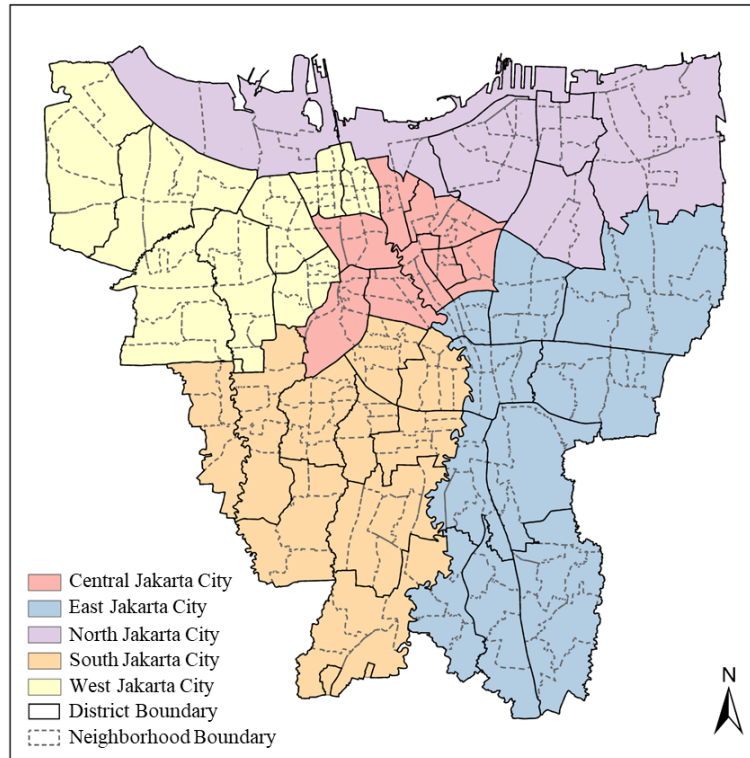 Central Jakarta City
East Jakarta City
North Jakarta City
South Jakarta City
West Jakarta City
District Boundary
Neighborhood Boundary
N